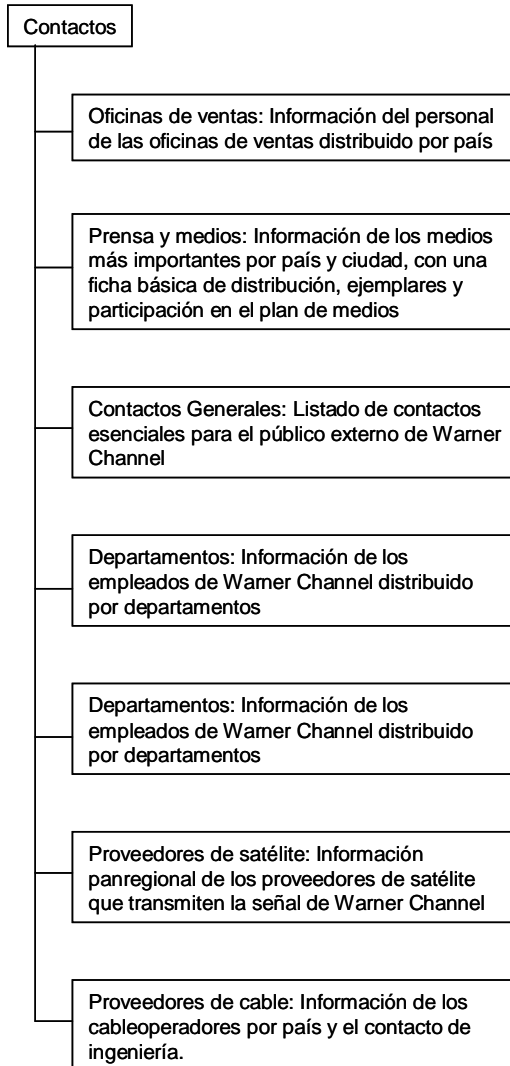 Contactos
Oficinas de ventas: Información del personal
de las oficinas de ventas distribuido por país
Prensa y medios: Información de los medios
más importantes por país y ciudad, con una
ficha básica de distribución, ejemplares y
participación en el plan de medios
Contactos Generales: Listado de contactos
esenciales para el público externo de Warner
Channel
Departamentos: Información de los
empleados de Warner Channel distribuido
por departamentos
Departamentos: Información de los
empleados de Warner Channel distribuido
por departamentos
Proveedores de satélite: Información
panregional de los proveedores de satélite
que transmiten la señal de Warner Channel
Proveedores de cable: Información de los
cableoperadores por país y el contacto de
ingeniería.